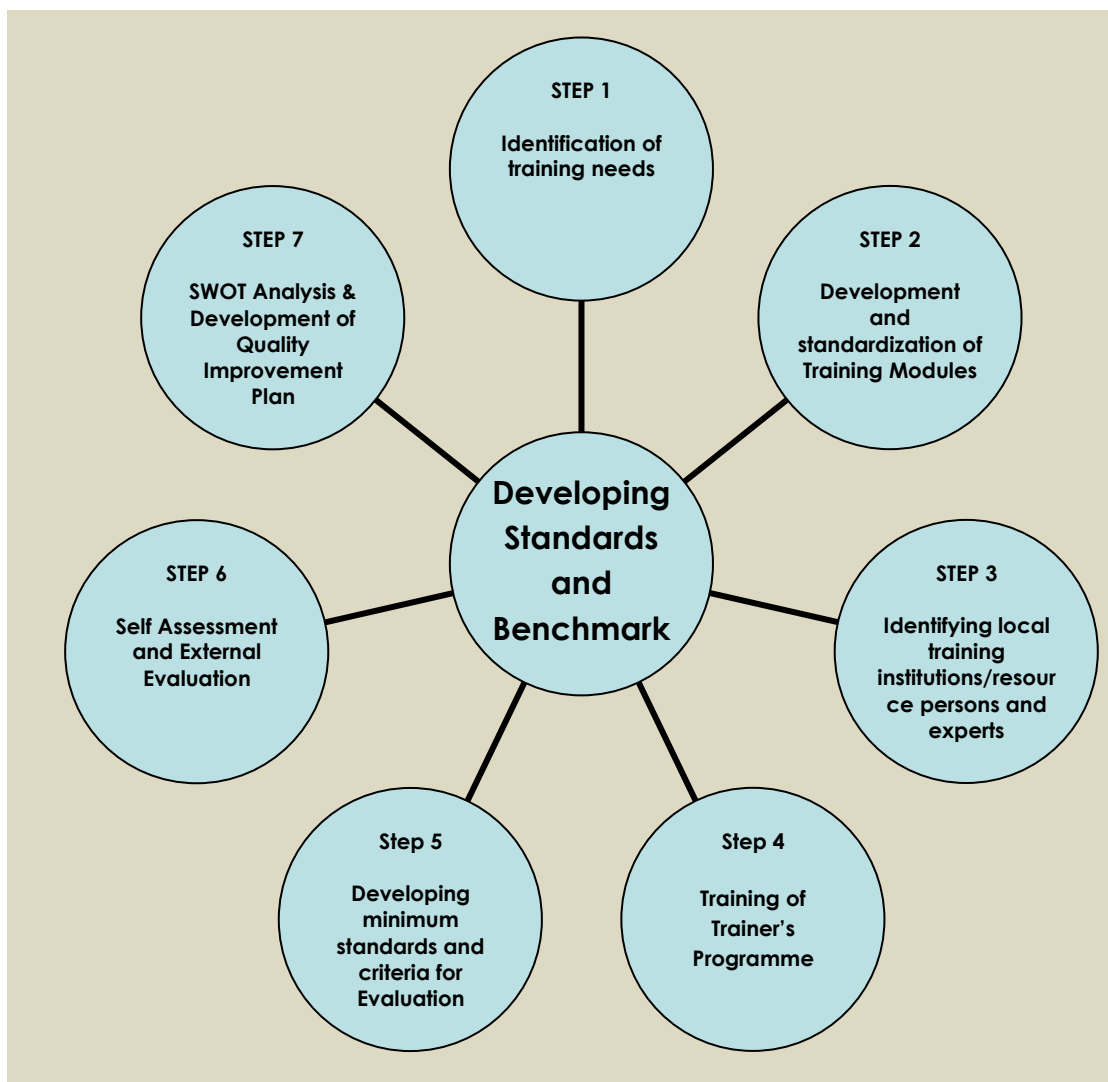 STEP 1
Identification of
training needs
STEP 2
Development
and
standardization of
Training Modules
STEP 3
Identifying local
training
institutions/resour
ce persons and
experts
Step 4
Training of
Trainer’s
Programme
Step 5
Developing
minimum
standards and
criteria for
Evaluation
STEP 6
Self Assessment
and External
Evaluation
STEP 7
SWOT Analysis &
Development of
Quality
Improvement
Plan
Developing
Standards
and
Benchmark